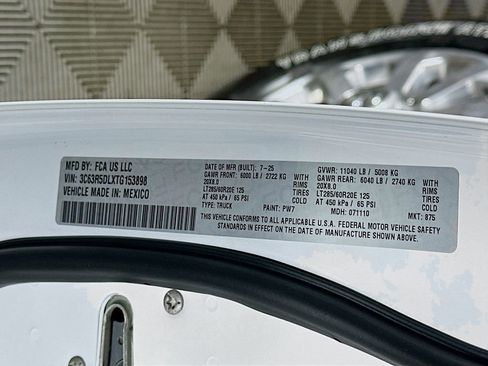 TRANSFORCE AT2
MFD BY: FCA US LLC
VIN: 3C63R5DLXTG153898
VEHICLE MADE IN: MEXICO
DATE OF MFR (BUILT): 7-25
GAWR FRONT: 6000 LB / 2722 KG WITH
20X8.0 RIMS
LT285/60R20E 125 TIRES
AT 450 kPa / 65 PSI COLD
TYPE: TRUCK PAINT: PW7
GVWR: 11040 LB / 5008 KG
GAWR REAR: 6040 LB / 2740 KG WITH
20X8.0 RIMS
LT285/60R20E 125 TIRES
AT 450 kPa / 65 PSI COLD
MDH: 071110 MKT: 875
THIS VEHICLE CONFORMS TO ALL APPLICABLE U.S.A. FEDERAL MOTOR VEHICLE SAFETY
STANDARDS IN EFFECT ON THE DATE OF MANUFACTURE SHOWN ABOVE.